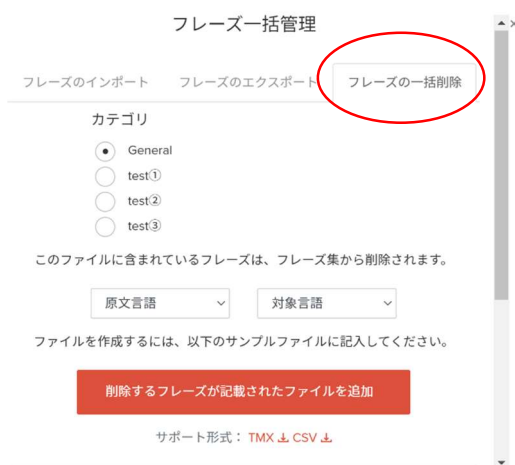 フレーズ一括管理
フレーズのインポート フレーズのエクスポート フレーズの一括削除
カテゴリ
General
test①
test②
test③
このファイルに含まれているフレーズは、フレーズ集から削除されます。
原文言語 対象言語
ファイルを作成するには、以下のサンプルファイルに記入してください。
削除するフレーズが記載されたファイルを追加
サポート形式： TMX CSV